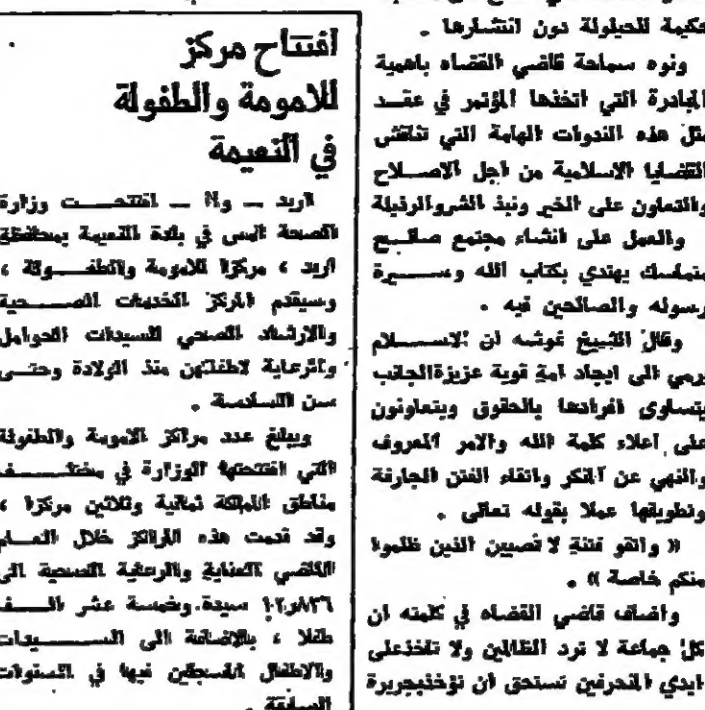 حكيمة للحيلولة دون انتشارها .
ونوه سماحة قاضي القضاه باهمية
المبادرة التي اتخذها المؤتمر في عقد
مثل هذه الندوات الهامة التي تناقش
القضايا الاسلامية من اجل الاصلاح
والتعاون على الخير ونبذ الشر والرذيلة
والعمل على انشاء مجتمع صالح
متماسك يهتدي بكتاب الله وسيرة
رسوله والصالحين فيه .
وقال الشيخ غوشه ان الاسلام
يرمي الى ايجاد امة قوية عزيزة الجانب
يتساوى افرادها بالحقوق ويتعاونون
على اعلاء كلمة الله والامر المعروف
والنهي عن المنكر واتقاء الفتن الجارفة
وتطويقها عملا بقوله تعالى .
« واتقو فتنة لا تصيبن الذين ظلموا
منكم خاصة » .
واضاف قاضي القضاه في كلمته ان
كل جماعة لا ترد الظالمين ولا تاخذ على
ايدي المنحرفين تستحق ان تؤخذ بجريرة
افتتاح مركز
للامومة والطفولة
في النعيمة
اربد — وا — افتتحت وزارة
الصحة امس في بلدة النعيمة بمحافظة
اربد ، مركزا للامومة والطفولة ،
وسيقدم المركز الخدمات الصحية
والارشاد الصحي للسيدات الحوامل
والرعاية لاطفالهن منذ الولادة وحتى
سن السادسة .
ويبلغ عدد مراكز الامومة والطفولة
التي افتتحتها الوزارة في مختلف
مناطق المملكة ثمانية وثلاثين مركزا ،
وقد قدمت هذه المراكز خلال العام
الماضي العناية والرعاية الصحية الى
سيدة وخمسة عشر الف
طفلا ، بالاضافة الى السيدات
والاطفال المسجلين فيها في السنوات
السابقة .